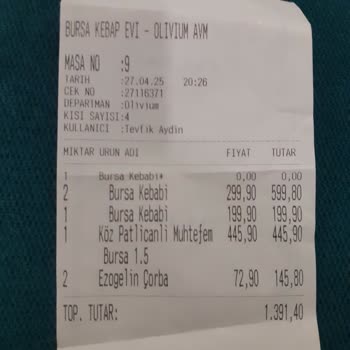 BURSA KEBAP EVI - OLIVIUM AVM
MASA NO :9
TARIH :27.04.25 20:26
CEK NO :27116371
DEPARTMAN :Olivium
KISI SAYISI:4
KULLANICI :Tevfik Aydin
MIKTAR URUN ADI FIYAT TUTAR
1 Bursa Kebabi* 0,00 0,00
2 Bursa Kebabi 299,90 599,80
1 Bursa Kebabi 199,90 199,90
1 Köz Patlicanli Muhteşem 445,90 445,90
Bursa 1.5
2 Ezogelin Çorba 72,90 145,80
TOP. TUTAR: 1.391,40